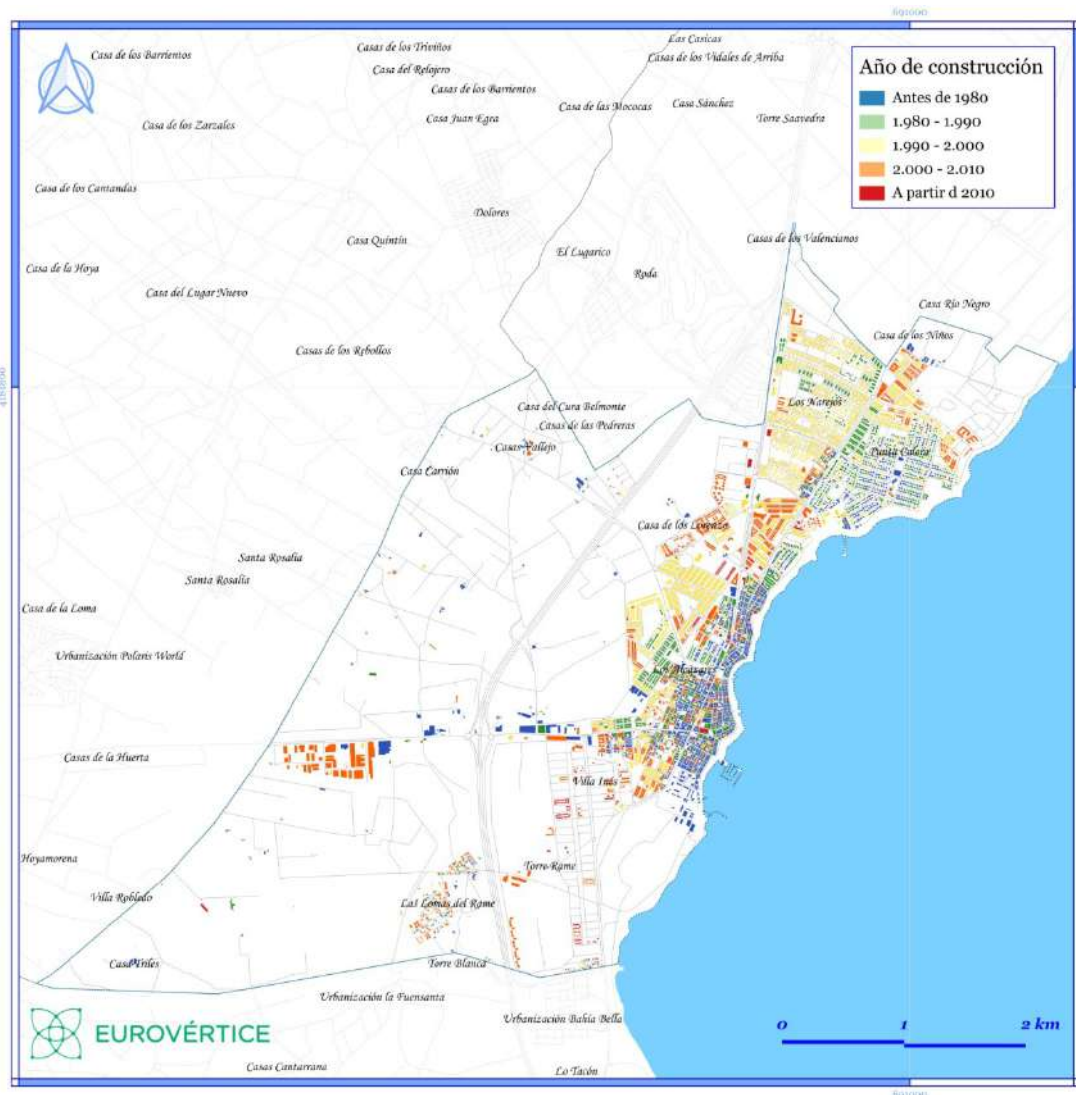 691000
Casa de los Barrientos
Casas de los Triviños
Las Casicas
Casa del Relojero
Casas de los Vidales de Arriba
Casas de los Barrientos
Casa de las Mococas
Casa Sánchez
Casa Juan Egea
Torre Saavedra
Casa de los Zarzales
Año de construcción
Antes de 1980
1.980 - 1.990
1.990 - 2.000
2.000 - 2.010
A partir d 2010
Casa de los Cantandas
Dolores
Casa Quintín
El Lugarico
Casas de los Valencianos
Casa de la Hoya
Roda
Casa del Lugar Nuevo
Casa Río Negro
Casa de los Niños
Casas de los Rebollos
4181800
Casa del Cura Belmonte
Los Narejos
Casas de las Pedreras
Casas Vallejo
Punta Calera
Casa Carrión
Casa de los Lorenzo
Santa Rosalía
Santa Rosalía
Casa de la Loma
Urbanización Polaris World
Los Alcázares
Casas de la Huerta
Villa Inés
Hoyamorena
Torre-Rame
Villa Robledo
Las Lomas del Rame
Casa Triles
Torre Blanca
Urbanización la Fuensanta
Urbanización Bahía Bella
EUROVÉRTICE
0 1 2 km
Casas Cantarrana
Lo Tacón
691000